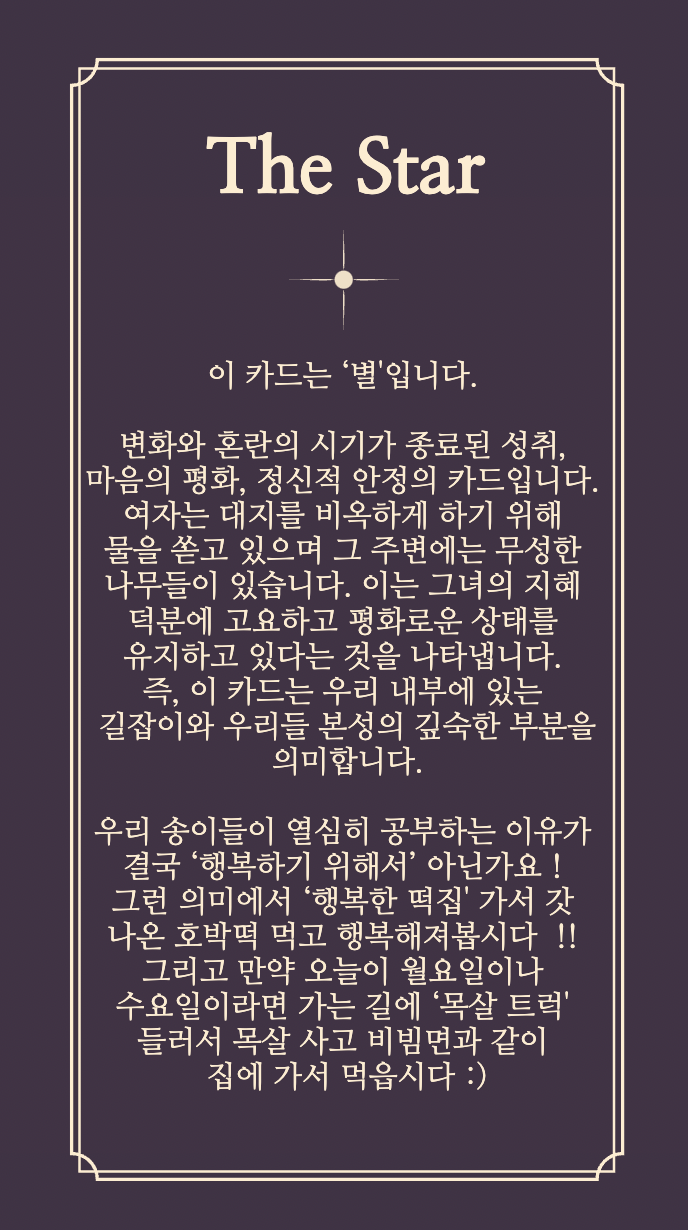 The Star
이 카드는 ‘별'입니다.
변화와 혼란의 시기가 종료된 성취,
마음의 평화, 정신적 안정의 카드입니다.
여자는 대지를 비옥하게 하기 위해
물을 쏟고 있으며 그 주변에는 무성한
나무들이 있습니다. 이는 그녀의 지혜
덕분에 고요하고 평화로운 상태를
유지하고 있다는 것을 나타냅니다.
즉, 이 카드는 우리 내부에 있는
길잡이와 우리들 본성의 깊숙한 부분을
의미합니다.
우리 송이들이 열심히 공부하는 이유가
결국 ‘행복하기 위해서’ 아닌가요 !
그런 의미에서 ‘행복한 떡집' 가서 갓
나온 호박떡 먹고 행복해져봅시다 !!
그리고 만약 오늘이 월요일이나
수요일이라면 가는 길에 ‘목살 트럭'
들러서 목살 사고 비빔면과 같이
집에 가서 먹읍시다 :)